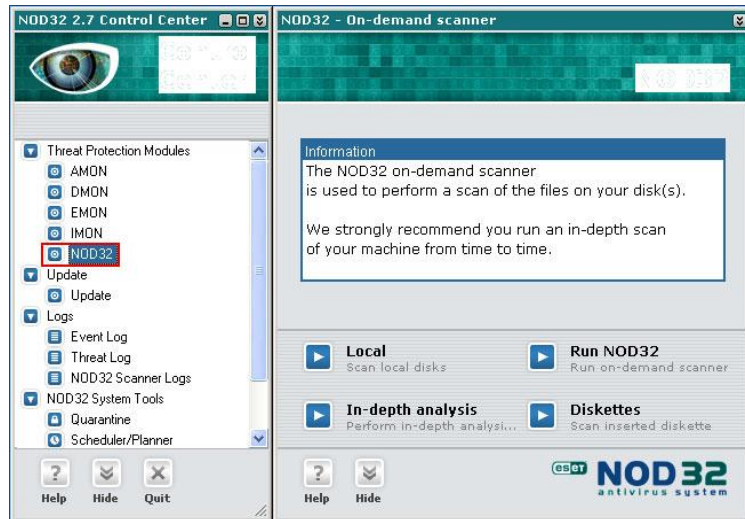 NOD32 2.7 Control Center
Threat Protection Modules
AMON
DMON
EMON
IMON
NOD32
Update
Update
Logs
Event Log
Threat Log
NOD32 Scanner Logs
NOD32 System Tools
Quarantine
Scheduler/Planner
Help
Hide
Quit
NOD32 - On-demand scanner
Information
The NOD32 on-demand scanner
is used to perform a scan of the files on your disk(s).
We strongly recommend you run an in-depth scan
of your machine from time to time.
Local
Scan local disks
Run NOD32
Run on-demand scanner
In-depth analysis
Perform in-depth analysi...
Diskettes
Scan inserted diskette
Help
Hide
eseT NOD32
antivirus system